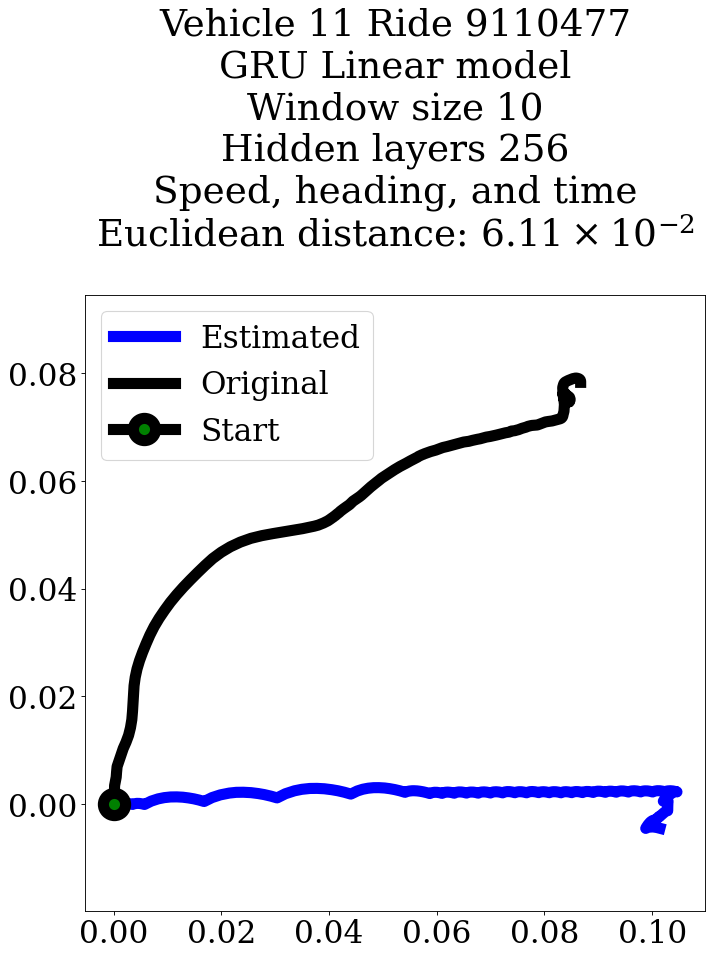 Vehicle 11 Ride 9110477
GRU Linear model
Window size 10
Hidden layers 256
Speed, heading, and time
Euclidean distance: 6.11 × 10⁻²
Estimated
Original
Start
0.08
0.06
0.04
0.02
0.00
0.00 0.02 0.04 0.06 0.08 0.10